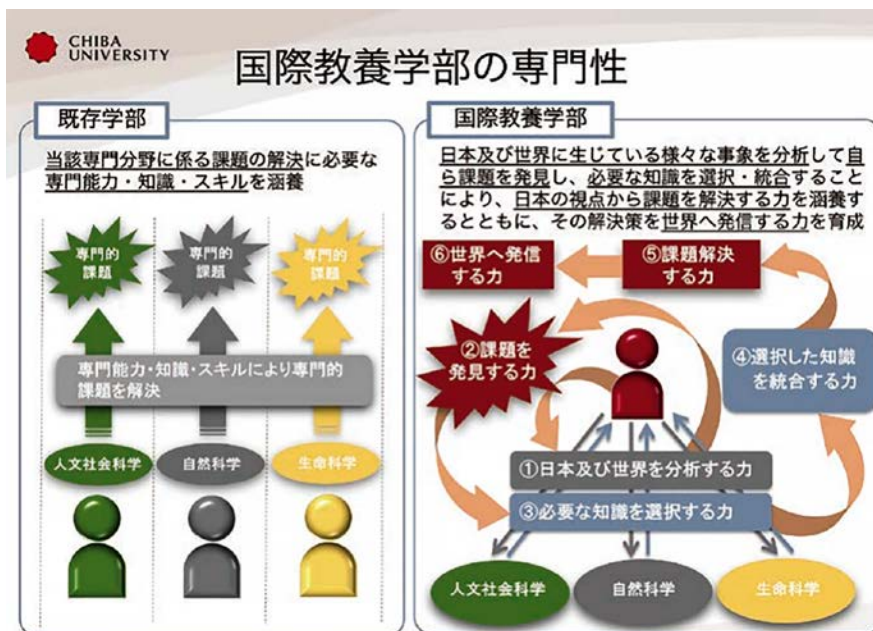 CHIBA
UNIVERSITY
国際教養学部の専門性
既存学部
当該専門分野に係る課題の解決に必要な
専門能力・知識・スキルを涵養
専門的
課題
専門的
課題
専門的
課題
専門能力・知識・スキルにより専門的
課題を解決
人文社会科学
自然科学
生命科学
国際教養学部
日本及び世界に生じている様々な事象を分析して自
ら課題を発見し、必要な知識を選択・統合すること
により、日本の視点から課題を解決する力を涵養す
るとともに、その解決策を世界へ発信する力を育成
⑥世界へ発信
する力
⑤課題解決
する力
②課題を
発見する力
④選択した知識
を統合する力
①日本及び世界を分析する力
③必要な知識を選択する力
人文社会科学
自然科学
生命科学